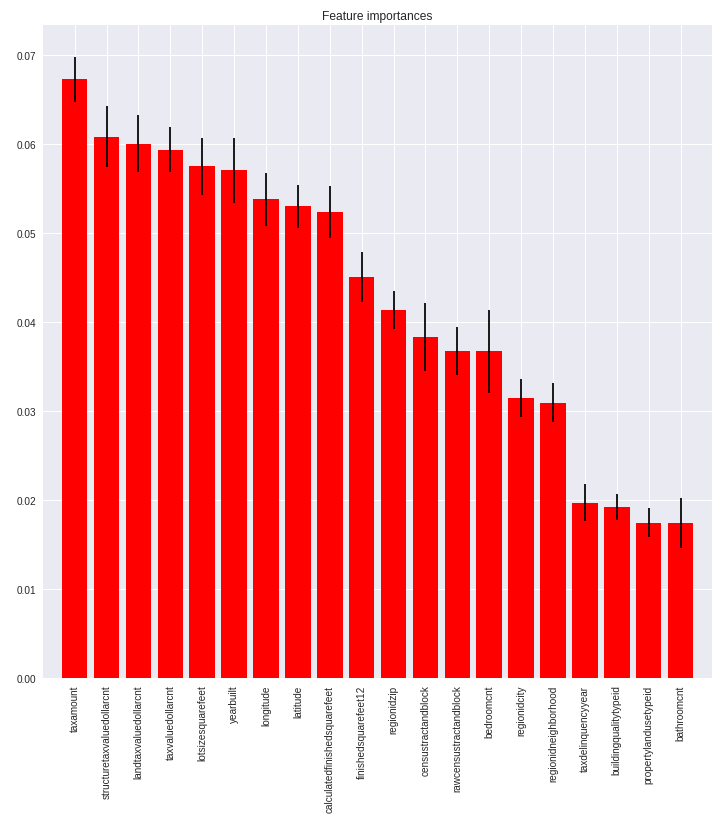 Feature importances
0.07
0.06
0.05
0.04
0.03
0.02
0.01
0.00
taxamount
structuretaxvaluedollarcnt
landtaxvaluedollarcnt
taxvaluedollarcnt
lotsizesquarefeet
yearbuilt
longitude
latitude
calculatedfinishedsquarefeet
finishedsquarefeet12
regionidzip
censustractandblock
rawcensustractandblock
bedroomcnt
regionidcity
regionidneighborhood
taxdelinquencyyear
buildingqualitytypeid
propertylandusetypeid
bathroomcnt